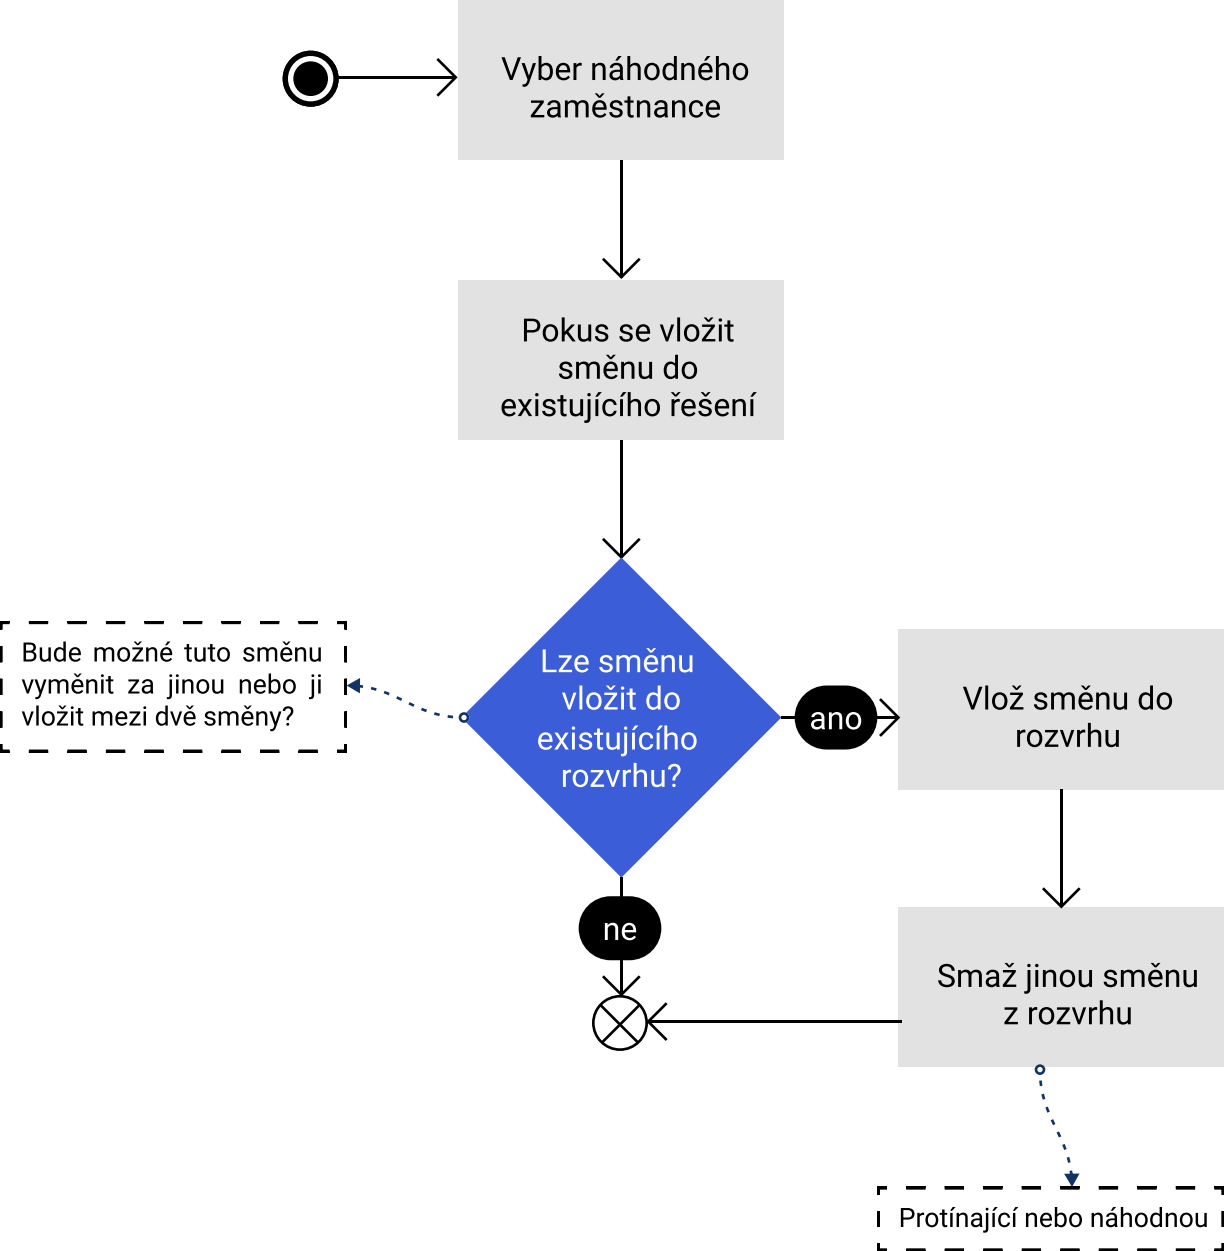 Vyber náhodného
zaměstnance
Pokus se vložit
směnu do
existujícího řešení
Bude možné tuto směnu
vyměnit za jinou nebo ji
vložit mezi dvě směny?
Lze směnu
vložit do
existujícího
rozvrhu?
ano
Vlož směnu do
rozvrhu
ne
Smaž jinou směnu
z rozvrhu
Protínající nebo náhodnou